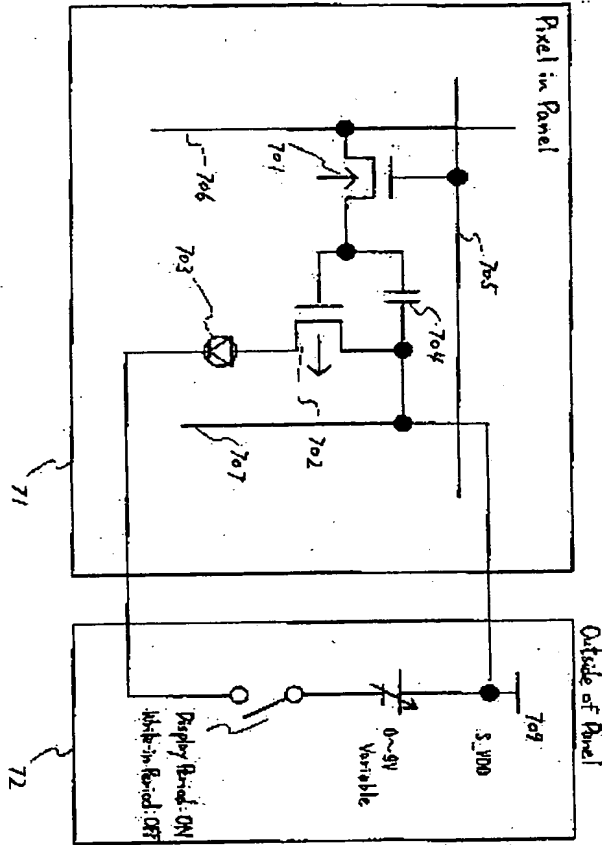 Pixel in Panel
705
701
706
704
703
702
707
71
Outside of Panel
709
S_VDD
0~9V
Variable
Display Period: ON
Write-in Period: OFF
72